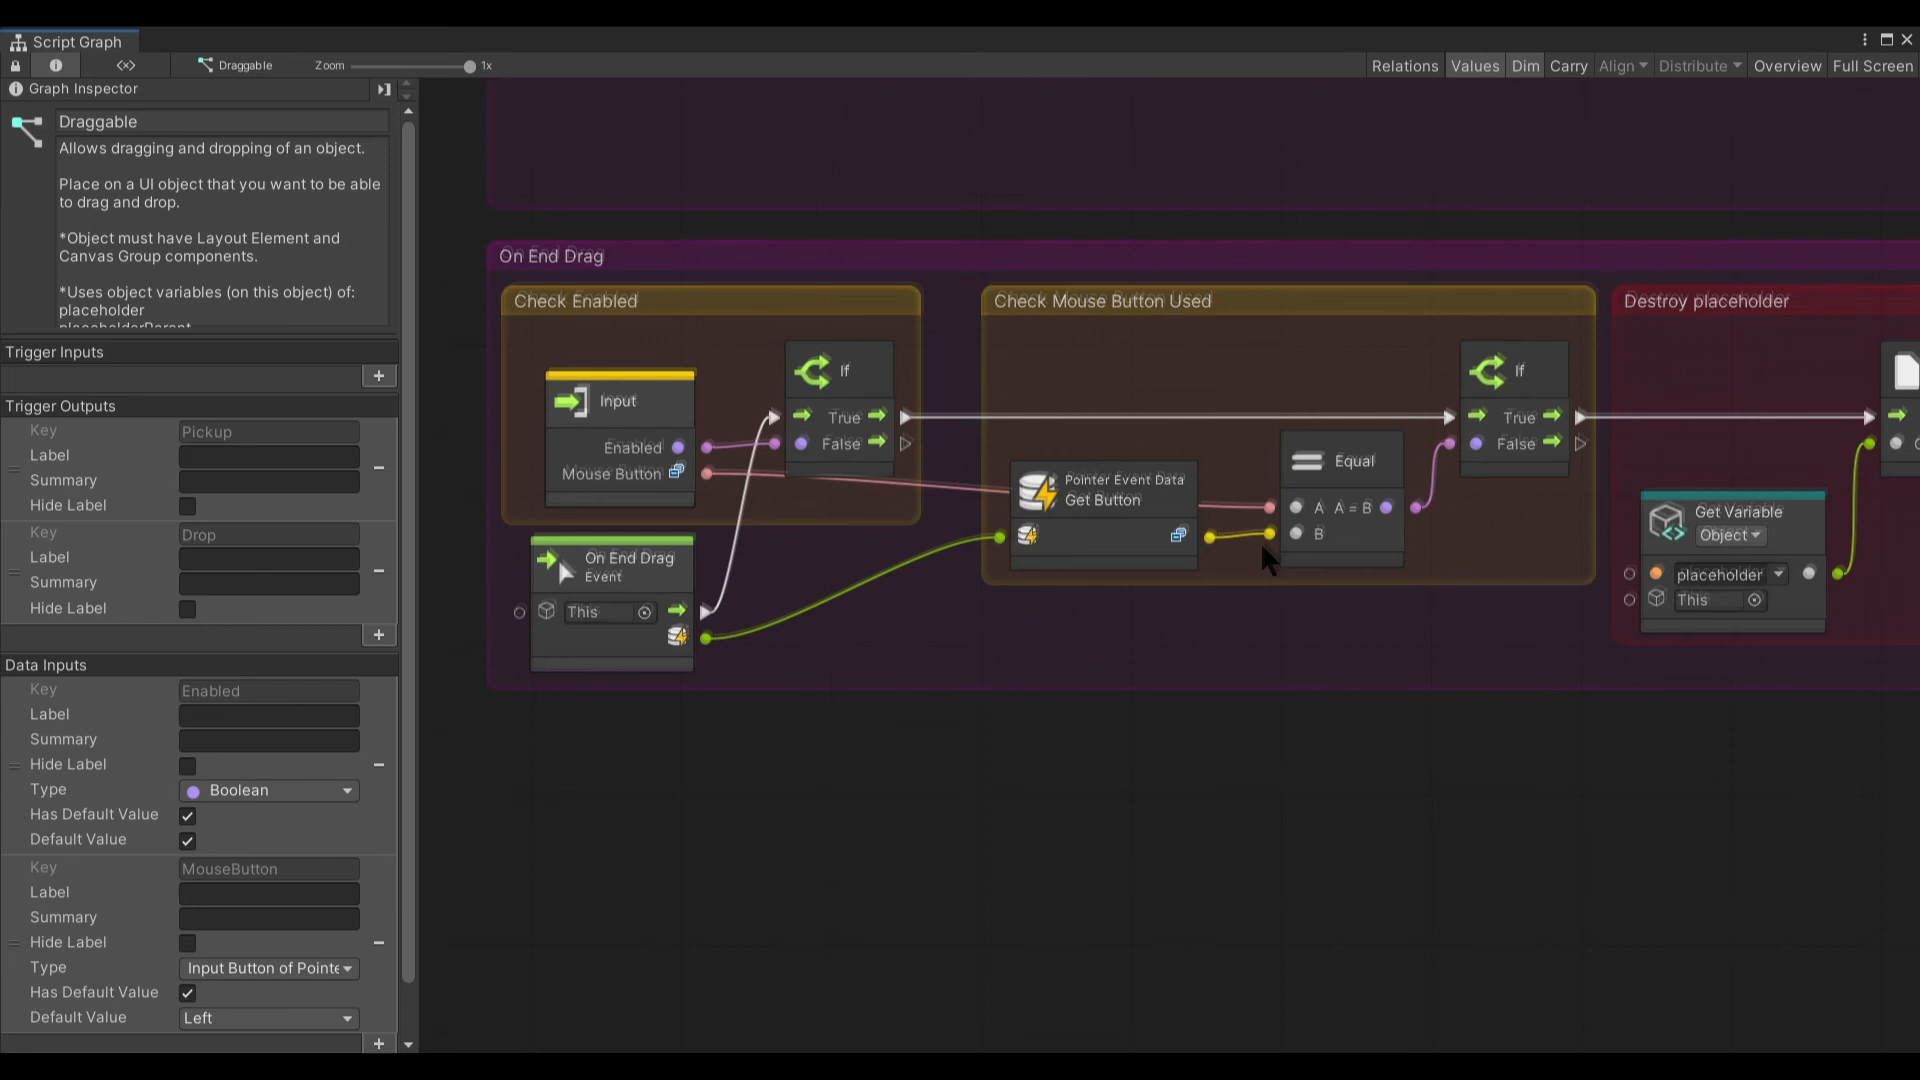 Script Graph
Draggable
Zoom
1x
Relations
Values
Dim
Carry
Align
Distribute
Overview
Full Screen
Graph Inspector
Draggable
Allows dragging and dropping of an object.
Place on a UI object that you want to be able
to drag and drop.
*Object must have Layout Element and
Canvas Group components.
*Uses object variables (on this object) of:
placeholder
placeholderParent
Trigger Inputs
+
Trigger Outputs
Key Pickup
Label
Summary
Hide Label
Key Drop
Label
Summary
Hide Label
+
Data Inputs
Key Enabled
Label
Summary
Hide Label
Type Boolean
Has Default Value
Default Value
Key MouseButton
Label
Summary
Hide Label
Type Input Button of Pointe
Has Default Value
Default Value Left
+
On End Drag
Check Enabled
Input
Enabled
Mouse Button
If
True
False
On End Drag
Event
This
Check Mouse Button Used
Pointer Event Data
Get Button
Equal
A A = B
B
If
True
False
Destroy placeholder
Get Variable
Object
placeholder
This